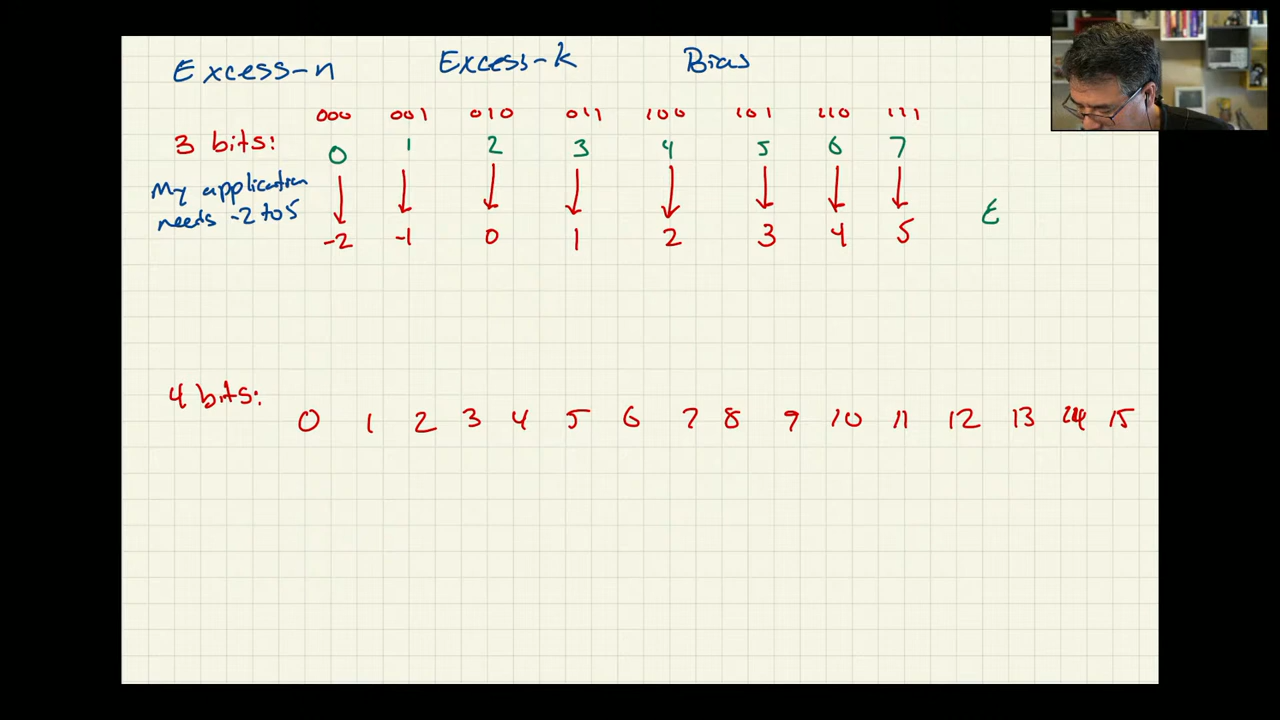 Excess-n Excess-k Bias
000 001 010 011 100 101 110 111
3 bits: 0 1 2 3 4 5 6 7
My application
needs -2 to 5
-2 -1 0 1 2 3 4 5
4 bits:
0 1 2 3 4 5 6 7 8 9 10 11 12 13 14 15